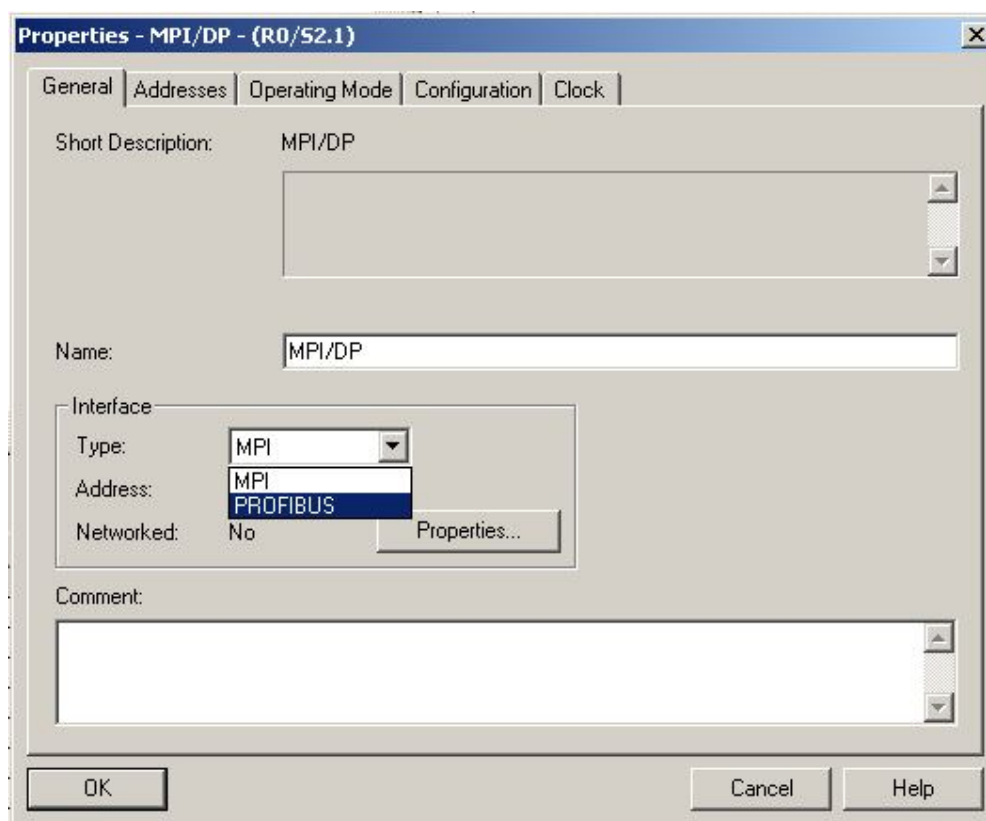 Properties - MPI/DP - (R0/S2.1)
General Addresses Operating Mode Configuration Clock
Short Description: MPI/DP
Name: MPI/DP
Interface
Type: MPI
MPI
Address:
PROFIBUS
Networked: No Properties...
Comment:
OK Cancel Help